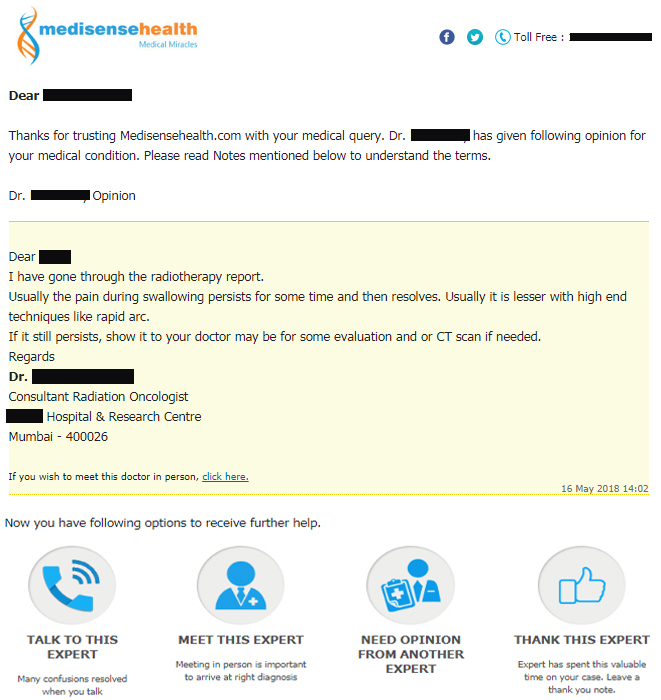 medisensehealth
Medical Miracles
Toll Free :
Dear
Thanks for trusting Medisensehealth.com with your medical query. Dr. has given following opinion for
your medical condition. Please read Notes mentioned below to understand the terms.
Dr. Opinion
Dear
I have gone through the radiotherapy report.
Usually the pain during swallowing persists for some time and then resolves. Usually it is lesser with high end
techniques like rapid arc.
If it still persists, show it to your doctor may be for some evaluation and or CT scan if needed.
Regards
Dr.
Consultant Radiation Oncologist
Hospital & Research Centre
Mumbai - 400026
If you wish to meet this doctor in person, click here.
16 May 2018 14:02
Now you have following options to receive further help.
TALK TO THIS
EXPERT
Many confusions resolved
when you talk
MEET THIS EXPERT
Meeting in person is important
to arrive at right diagnosis
NEED OPINION
FROM ANOTHER
EXPERT
THANK THIS EXPERT
Expert has spent this valuable
time on your case. Leave a
thank you note.